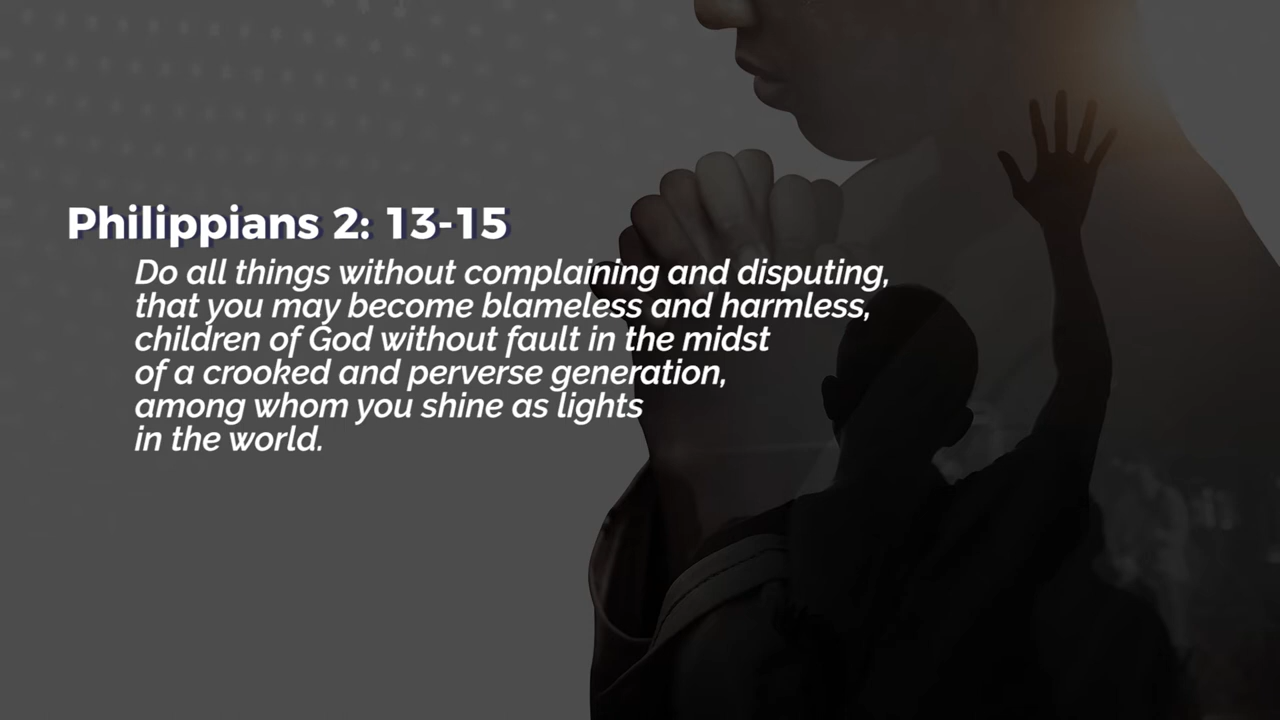 Philippians 2: 13-15
Do all things without complaining and disputing,
that you may become blameless and harmless,
children of God without fault in the midst
of a crooked and perverse generation,
among whom you shine as lights
in the world.